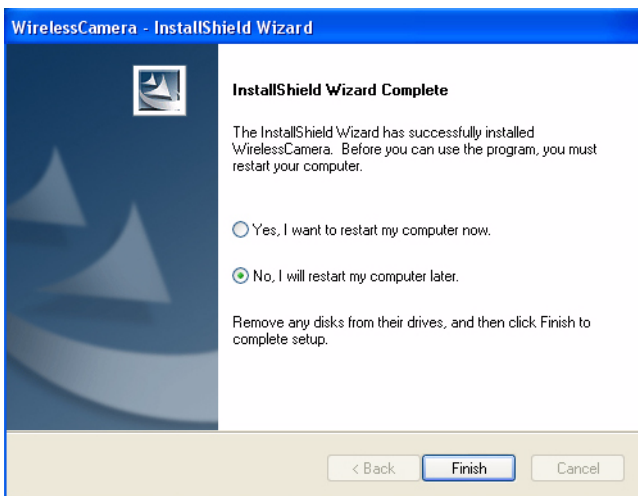 WirelessCamera - InstallShield Wizard
InstallShield Wizard Complete
The InstallShield Wizard has successfully installed
WirelessCamera.  Before you can use the program, you must
restart your computer.
Yes, I want to restart my computer now.
No, I will restart my computer later.
Remove any disks from their drives, and then click Finish to
complete setup.
< Back
Finish
Cancel